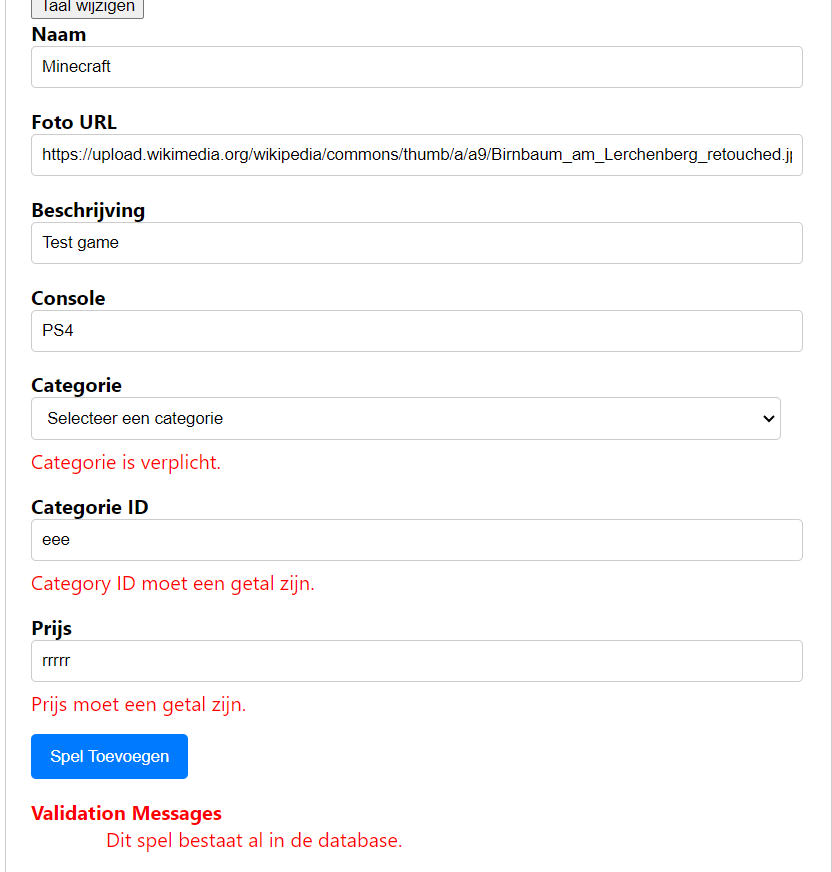 Taal wijzigen
Naam
Minecraft
Foto URL
https://upload.wikimedia.org/wikipedia/commons/thumb/a/a9/Birnbaum_am_Lerchenberg_retouched.jp
Beschrijving
Test game
Console
PS4
Categorie
Selecteer een categorie
Categorie is verplicht.
Categorie ID
eee
Category ID moet een getal zijn.
Prijs
rrrrr
Prijs moet een getal zijn.
Spel Toevoegen
Validation Messages
Dit spel bestaat al in de database.